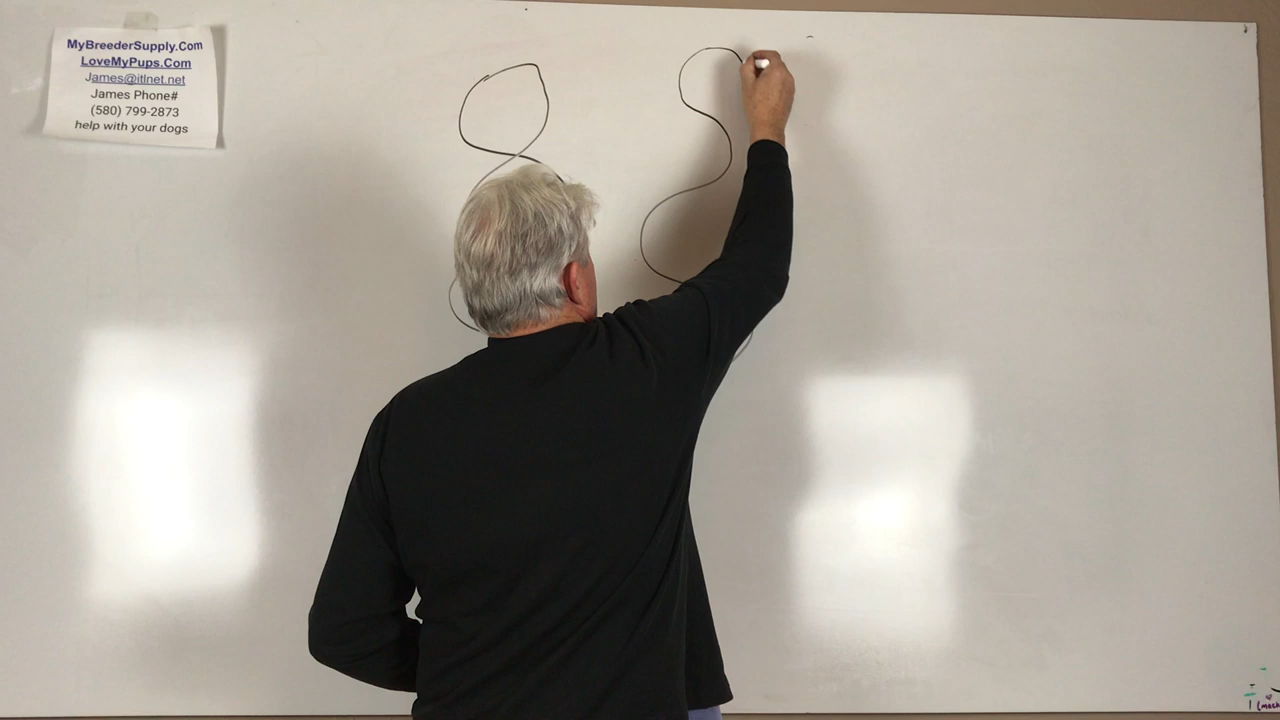 MyBreederSupply.Com
LoveMyPups.Com
James@itlnet.net
James Phone#
(580) 799-2873
help with your dogs